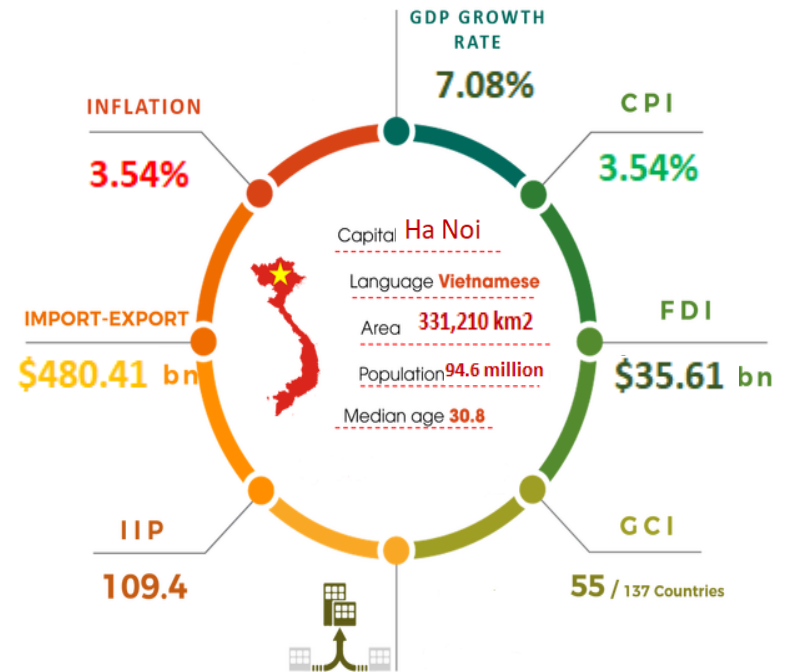 GDP GROWTH
RATE
7.08%
INFLATION
3.54%
CPI
3.54%
Capital Ha Noi
Language Vietnamese
Area 331,210 km2
Population 94.6 million
Median age 30.8
IMPORT-EXPORT
$480.41 bn
FDI
$35.61 bn
IIP
109.4
GCI
55 / 137 Countries